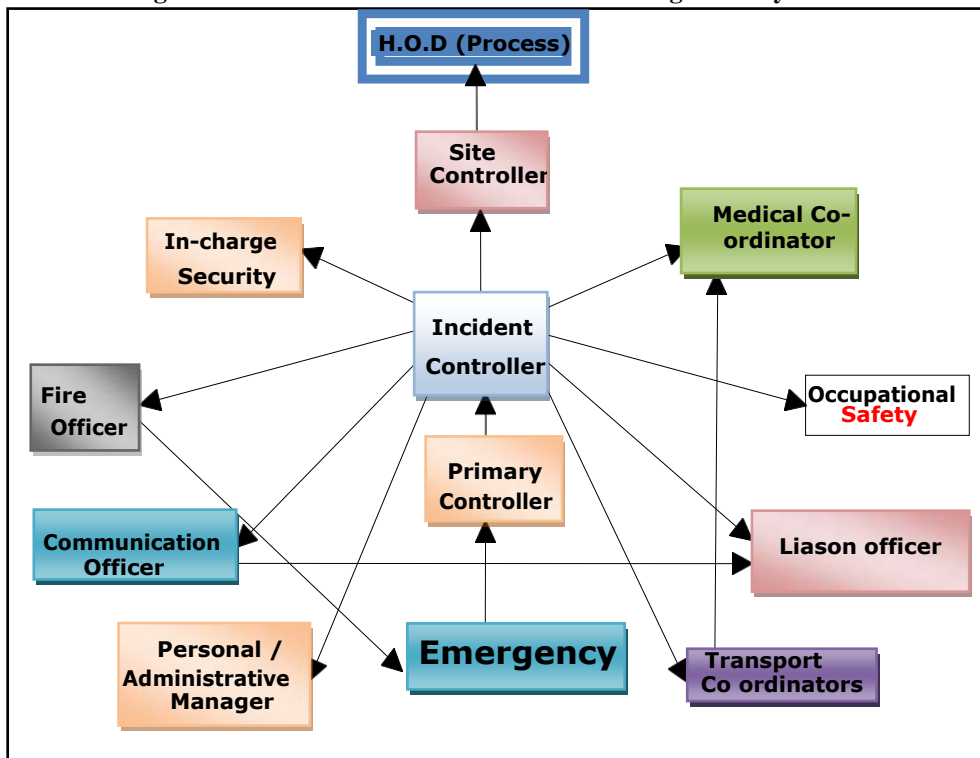 H.O.D (Process)
Site
Controller
Medical Co-
ordinator
In-charge
Security
Incident
Controller
Fire
Officer
Occupational
Safety
Primary
Controller
Communication
Officer
Liason officer
Personal /
Administrative
Manager
Emergency
Transport
Co ordinators